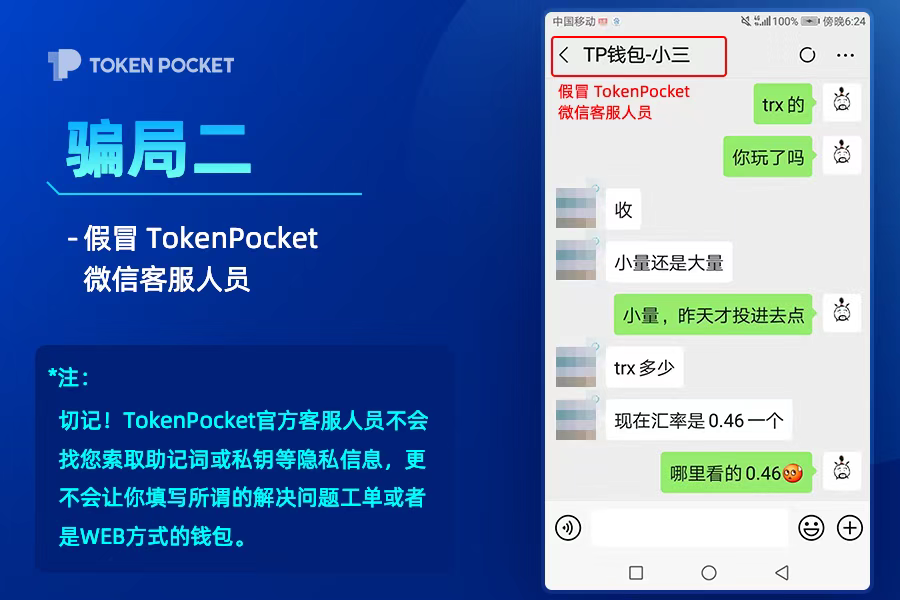 TOKEN POCKET
骗局二
- 假冒 TokenPocket
微信客服人员
*注：
切记！TokenPocket官方客服人员不会
找您索取助记词或私钥等隐私信息，更
不会让你填写所谓的解决问题工单或者
是WEB方式的钱包。
中国移动
100%
傍晚6:24
TP钱包-小三
假冒 TokenPocket
微信客服人员
trx 的
你玩了吗
收
小量还是大量
小量，昨天才投进去点
trx 多少
现在汇率是 0.46 一个
哪里看的 0.46